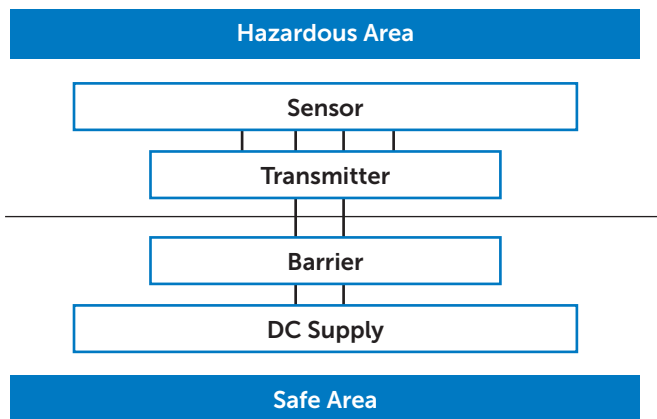 Hazardous Area
Sensor
Transmitter
Barrier
DC Supply
Safe Area